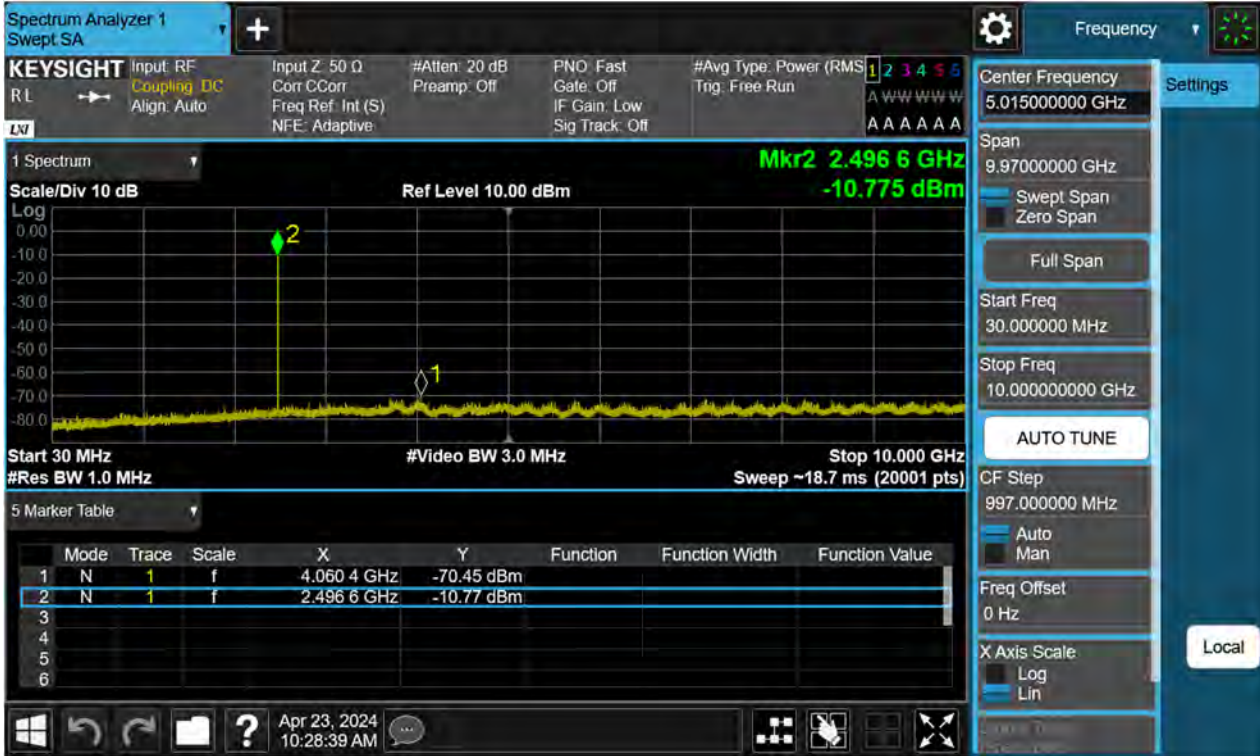 Spectrum Analyzer 1
Swept SA
+
Frequency
KEYSIGHT
RL
LXI
Input: RF
Coupling: DC
Align: Auto
Input Z: 50 Ω
Corr CCorr
Freq Ref: Int (S)
NFE: Adaptive
#Atten: 20 dB
Preamp: Off
PNO: Fast
Gate: Off
IF Gain: Low
Sig Track: Off
#Avg Type: Power (RMS
Trig: Free Run
1 2 3 4 5 6
A W W W W W
A A A A A A
1 Spectrum
Mkr2 2.496 6 GHz
Scale/Div 10 dB
Ref Level 10.00 dBm
-10.775 dBm
Log
0.00
-10.0
-20.0
-30.0
-40.0
-50.0
-60.0
-70.0
-80.0
2
1
Start 30 MHz
#Video BW 3.0 MHz
Stop 10.000 GHz
#Res BW 1.0 MHz
Sweep ~18.7 ms (20001 pts)
5 Marker Table
Mode Trace Scale X Y Function Function Width Function Value
1 N 1 f 4.060 4 GHz -70.45 dBm
2 N 1 f 2.496 6 GHz -10.77 dBm
3
4
5
6
Center Frequency
5.015000000 GHz
Settings
Span
9.97000000 GHz
Swept Span
Zero Span
Full Span
Start Freq
30.000000 MHz
Stop Freq
10.000000000 GHz
AUTO TUNE
CF Step
997.000000 MHz
Auto
Man
Freq Offset
0 Hz
X Axis Scale
Log
Lin
Local
?
Apr 23, 2024
10:28:39 AM